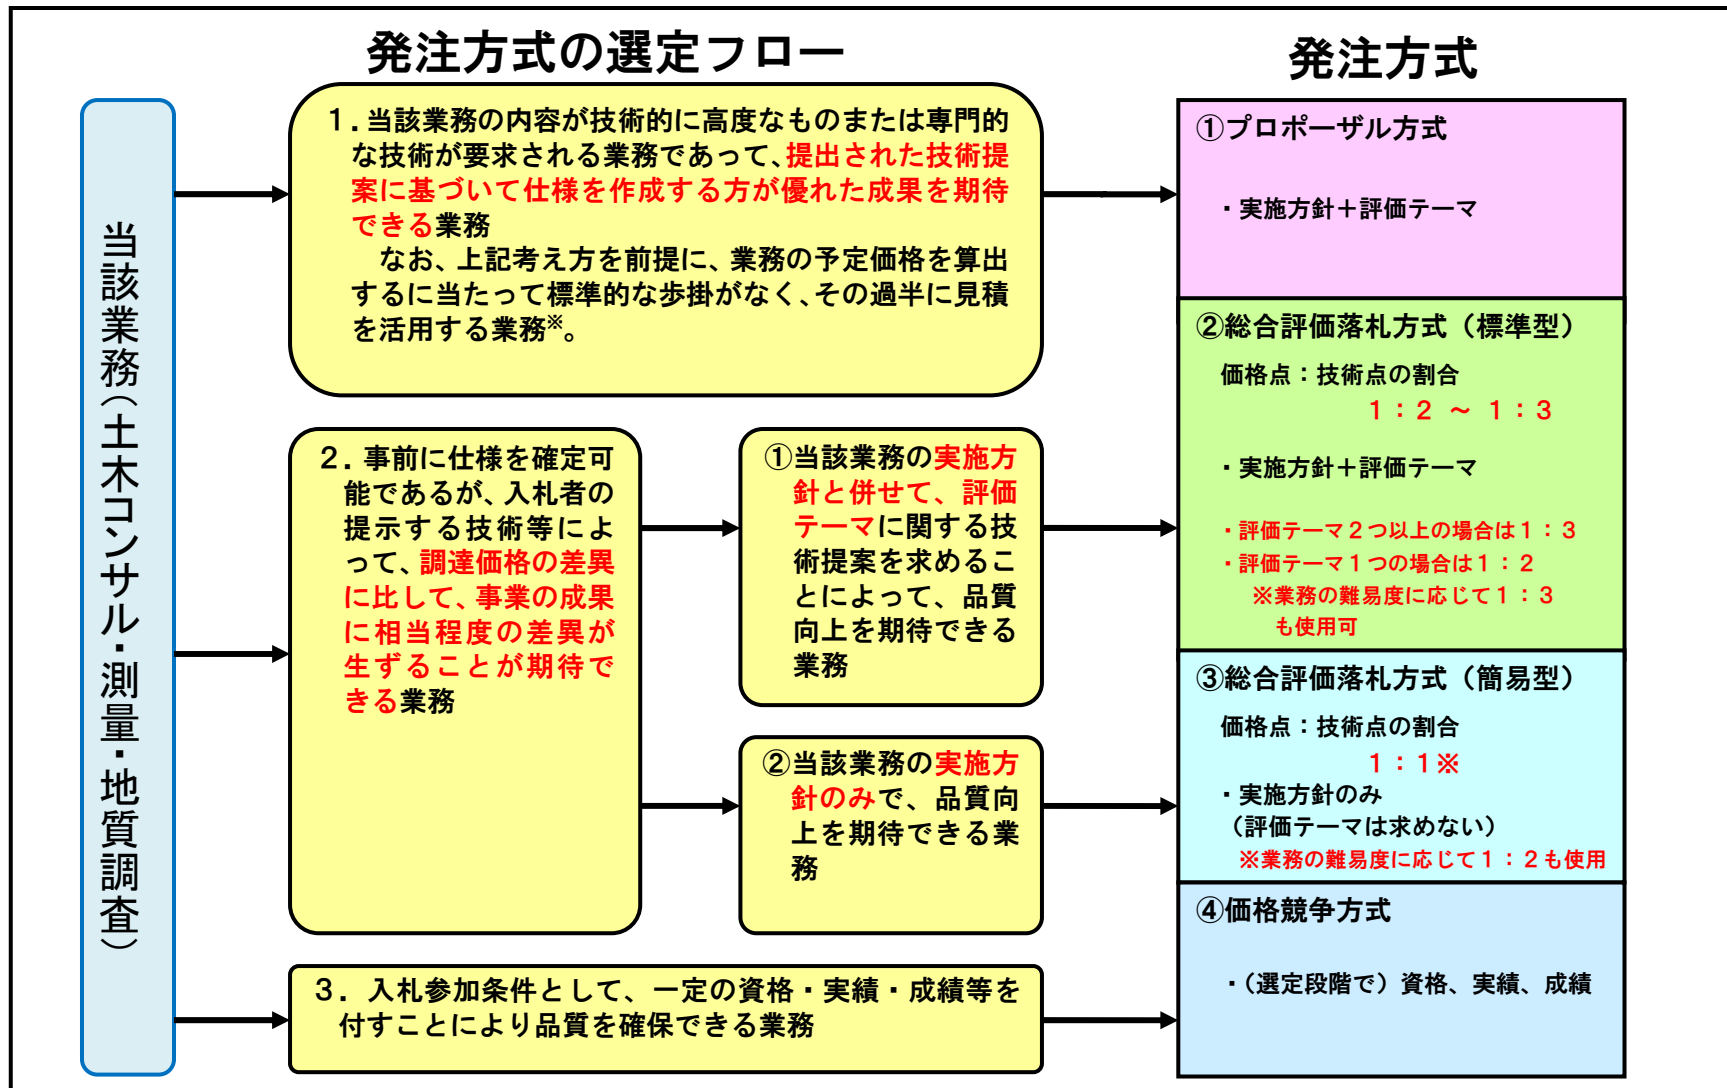 発注方式の選定フロー
発注方式
当該業務（土木コンサル・測量・地質調査）
１．当該業務の内容が技術的に高度なものまたは専門的
な技術が要求される業務であって、提出された技術提
案に基づいて仕様を作成する方が優れた成果を期待
できる業務
なお、上記考え方を前提に、業務の予定価格を算出
するに当たって標準的な歩掛がなく、その過半に見積
を活用する業務※。
２．事前に仕様を確定可
能であるが、入札者の
提示する技術等によ
って、調達価格の差異
に比して、事業の成果
に相当程度の差異が
生ずることが期待で
きる業務
①当該業務の実施方
針と併せて、評価
テーマに関する技
術提案を求めるこ
とによって、品質
向上を期待できる
業務
②当該業務の実施方
針のみで、品質向
上を期待できる業
務
３．入札参加条件として、一定の資格・実績・成績等を
付すことにより品質を確保できる業務
①プロポーザル方式
・実施方針＋評価テーマ
②総合評価落札方式（標準型）
価格点：技術点の割合
１：２ ～ １：３
・実施方針＋評価テーマ
・評価テーマ２つ以上の場合は１：３
・評価テーマ１つの場合は１：２
※業務の難易度に応じて１：３
も使用可
③総合評価落札方式（簡易型）
価格点：技術点の割合
１：１※
・実施方針のみ
（評価テーマは求めない）
※業務の難易度に応じて１：２も使用
④価格競争方式
・（選定段階で）資格、実績、成績